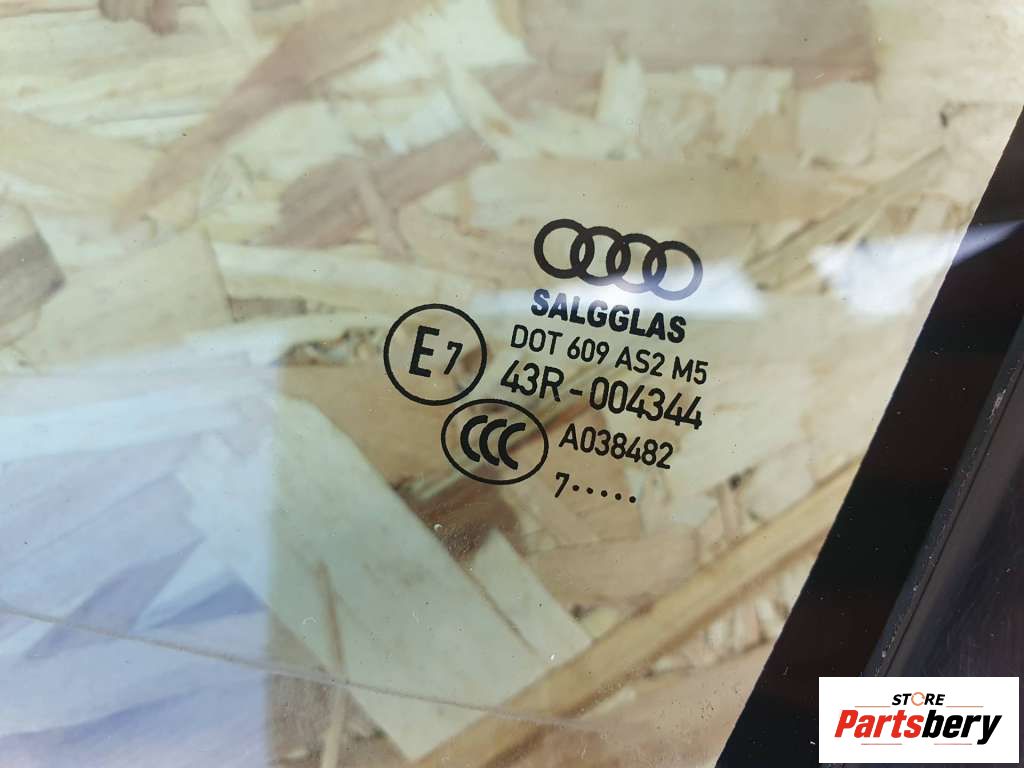 SALGGLAS
DOT 609 AS2 M5
E7
43R-004344
CCC
A038482
7·····
STORE
Partsbery